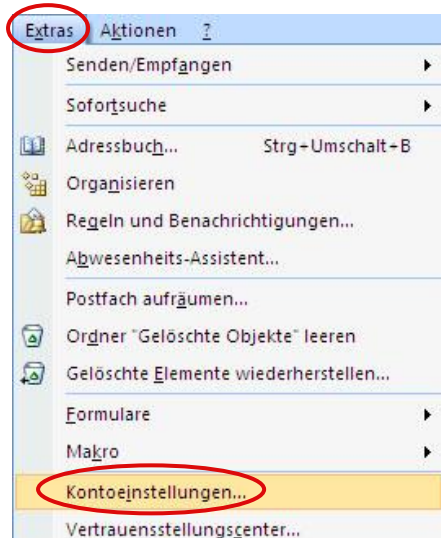 Extras Aktionen ?
Senden/Empfangen
Sofortsuche
Adressbuch... Strg+Umschalt+B
Organisieren
Regeln und Benachrichtigungen...
Abwesenheits-Assistent...
Postfach aufräumen...
Ordner "Gelöschte Objekte" leeren
Gelöschte Elemente wiederherstellen...
Formulare
Makro
Kontoeinstellungen...
Vertrauensstellungscenter...